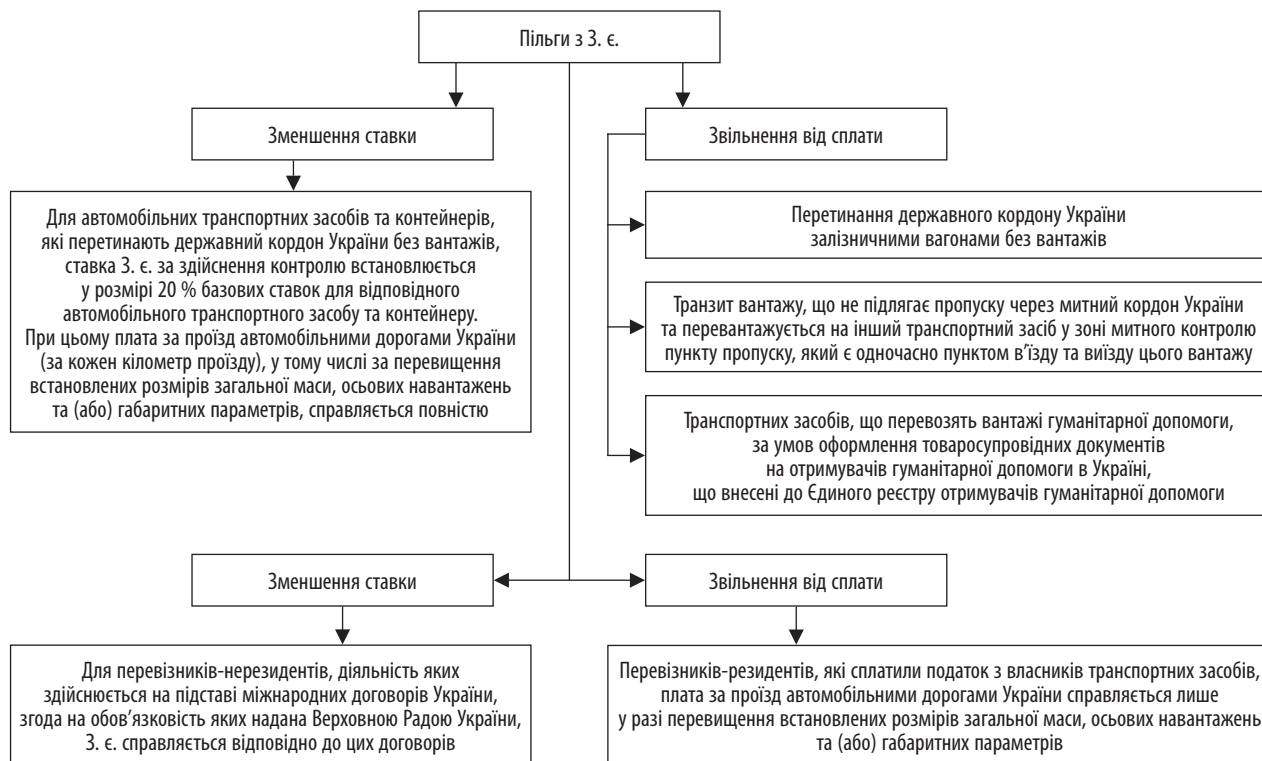 Пільги з З. є.
Зменшення ставки
Для автомобільних транспортних засобів та контейнерів,
які перетинають державний кордон України без вантажів,
ставка З. є. за здійснення контролю встановлюється
у розмірі 20 % базових ставок для відповідного
автомобільного транспортного засобу та контейнеру.
При цьому плата за проїзд автомобільними дорогами України
(за кожен кілометр проїзду), у тому числі за перевищення
встановлених розмірів загальної маси, осьових навантажень
та (або) габаритних параметрів, справляється повністю
Звільнення від сплати
Перетинання державного кордону України
залізничними вагонами без вантажів
Транзит вантажу, що не підлягає пропуску через митний кордон України
та перевантажується на інший транспортний засіб у зоні митного контролю
пункту пропуску, який є одночасно пунктом в’їзду та виїзду цього вантажу
Транспортних засобів, що перевозять вантажі гуманітарної допомоги,
за умов оформлення товаросупровідних документів
на отримувачів гуманітарної допомоги в Україні,
що внесені до Єдиного реєстру отримувачів гуманітарної допомоги
Зменшення ставки
Для перевізників-нерезидентів, діяльність яких
здійснюється на підставі міжнародних договорів України,
згода на обов’язковість яких надана Верховною Радою України,
З. є. справляється відповідно до цих договорів
Звільнення від сплати
Перевізників-резидентів, які сплатили податок з власників транспортних засобів,
плата за проїзд автомобільними дорогами України справляється лише
у разі перевищення встановлених розмірів загальної маси, осьових навантажень
та (або) габаритних параметрів